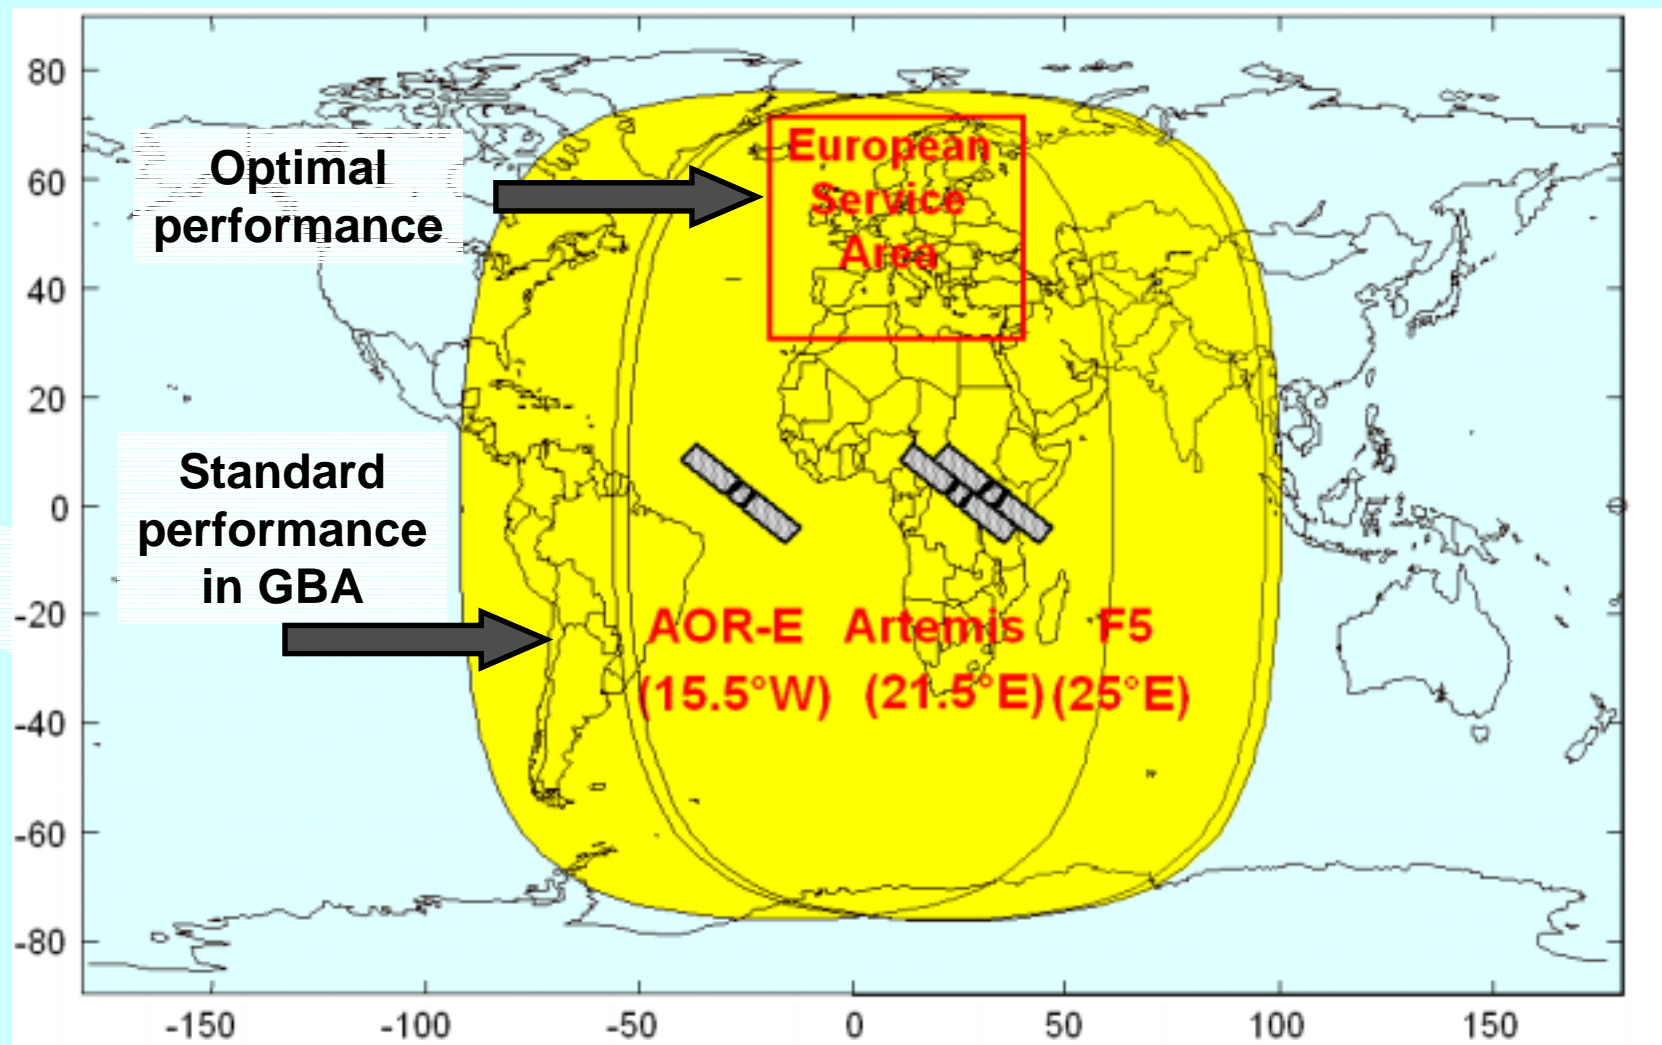 80
60
40
20
0
-20
-40
-60
-80
Optimal
performance
European
Service
Area
Standard
performance
in GBA
AOR-E Artemis F5
(15.5°W) (21.5°E) (25°E)
-150 -100 -50 0 50 100 150